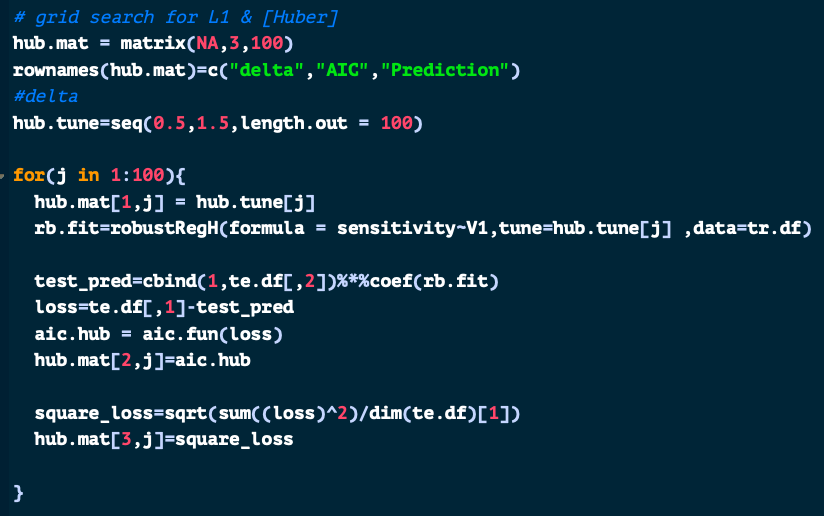 # grid search for L1 & [Huber]
hub.mat = matrix(NA,3,100)
rownames(hub.mat)=c("delta","AIC","Prediction")
#delta
hub.tune=seq(0.5,1.5,length.out = 100)
for(j in 1:100){
hub.mat[1,j] = hub.tune[j]
rb.fit=robustRegH(formula = sensitivity~V1,tune=hub.tune[j] ,data=tr.df)
test_pred=cbind(1,te.df[,2])%*%coef(rb.fit)
loss=te.df[,1]-test_pred
aic.hub = aic.fun(loss)
hub.mat[2,j]=aic.hub
square_loss=sqrt(sum((loss)^2)/dim(te.df)[1])
hub.mat[3,j]=square_loss
}